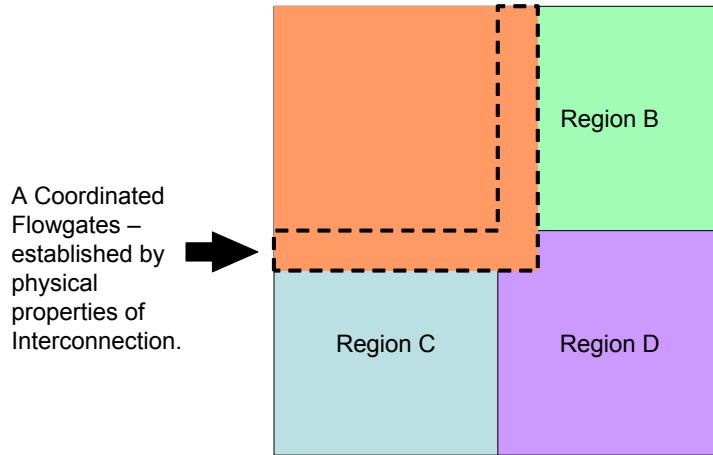 Region B
A Coordinated
Flowgates –
established by
physical
properties of
Interconnection.
Region C
Region D